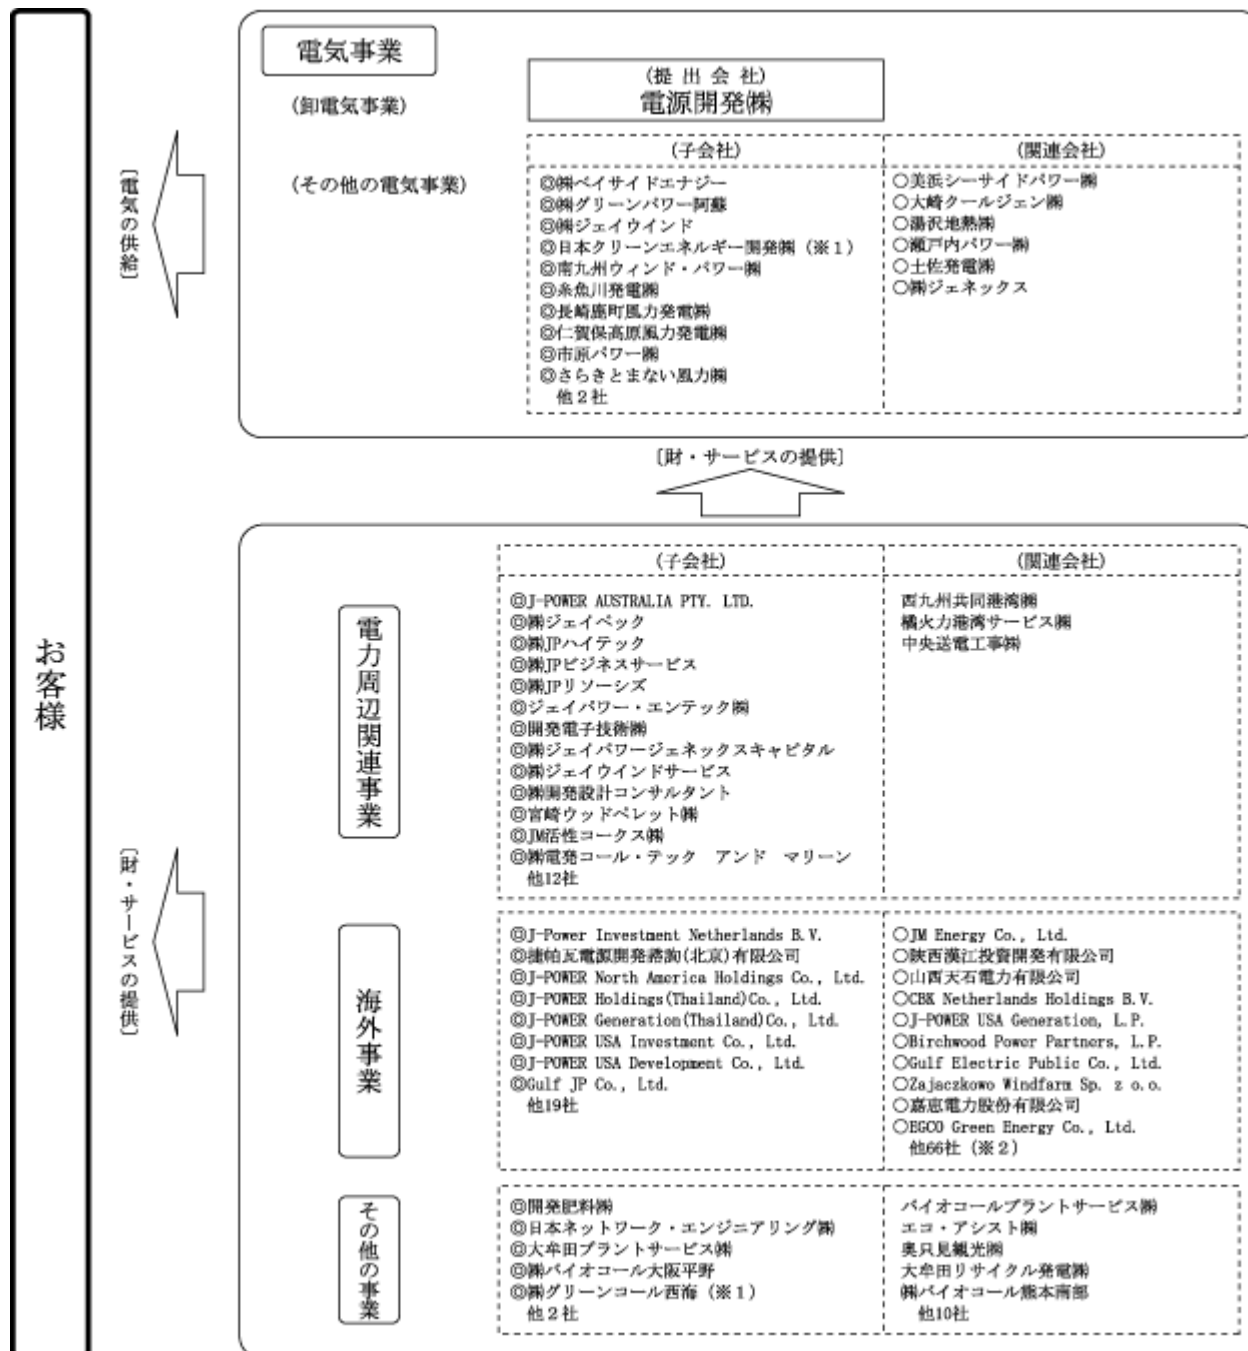 お客様
電気事業
(卸電気事業)
(提出会社)
電源開発㈱
[電気の供給]
(その他の電気事業)
(子会社)
◎㈱ベイサイドエナジー
◎㈱グリーンパワー阿蘇
◎㈱ジェイウインド
◎日本クリーンエネルギー開発㈱(※1)
◎南九州ウィンド・パワー㈱
◎糸魚川発電㈱
◎長崎鹿町風力発電㈱
◎仁賀保高原風力発電㈱
◎市原パワー㈱
◎さらきとまない風力㈱
他2社
(関連会社)
○美浜シーサイドパワー㈱
○大崎クールジェン㈱
○湯沢地熱㈱
○瀬戸内パワー㈱
○土佐発電㈱
○㈱ジェネックス
[財・サービスの提供]
[財・サービスの提供]
電力周辺関連事業
(子会社)
◎J-POWER AUSTRALIA PTY. LTD.
◎㈱ジェイペック
◎㈱JPハイテック
◎㈱JPビジネスサービス
◎㈱JPリソーシズ
◎ジェイパワー・エンテック㈱
◎開発電子技術㈱
◎㈱ジェイパワージェネックスキャピタル
◎㈱ジェイウインドサービス
◎㈱開発設計コンサルタント
◎宮崎ウッドペレット㈱
◎JM活性コークス㈱
◎㈱電発コール・テック アンド マリーン
他12社
(関連会社)
西九州共同港湾㈱
橘火力港湾サービス㈱
中央送電工事㈱
海外事業
◎J-Power Investment Netherlands B.V.
◎捷帕瓦電源開発諮詢(北京)有限公司
◎J-POWER North America Holdings Co., Ltd.
◎J-POWER Holdings(Thailand)Co., Ltd.
◎J-POWER Generation(Thailand)Co., Ltd.
◎J-POWER USA Investment Co., Ltd.
◎J-POWER USA Development Co., Ltd.
◎Gulf JP Co., Ltd.
他19社
○JM Energy Co., Ltd.
○陝西漢江投資開発有限公司
○山西天石電力有限公司
○CBK Netherlands Holdings B.V.
○J-POWER USA Generation, L.P.
○Birchwood Power Partners, L.P.
○Gulf Electric Public Co., Ltd.
○Zajaczkowo Windfarm Sp. z o.o.
○嘉恵電力股份有限公司
○EGCO Green Energy Co., Ltd.
他66社(※2)
その他の事業
◎開発肥料㈱
◎日本ネットワーク・エンジニアリング㈱
◎大牟田プラントサービス㈱
◎㈱バイオコール大阪平野
◎㈱グリーンコール西海(※1)
他2社
バイオコールプラントサービス㈱
エコ・アシスト㈱
奥只見観光㈱
大牟田リサイクル発電㈱
㈱バイオコール熊本南部
他10社